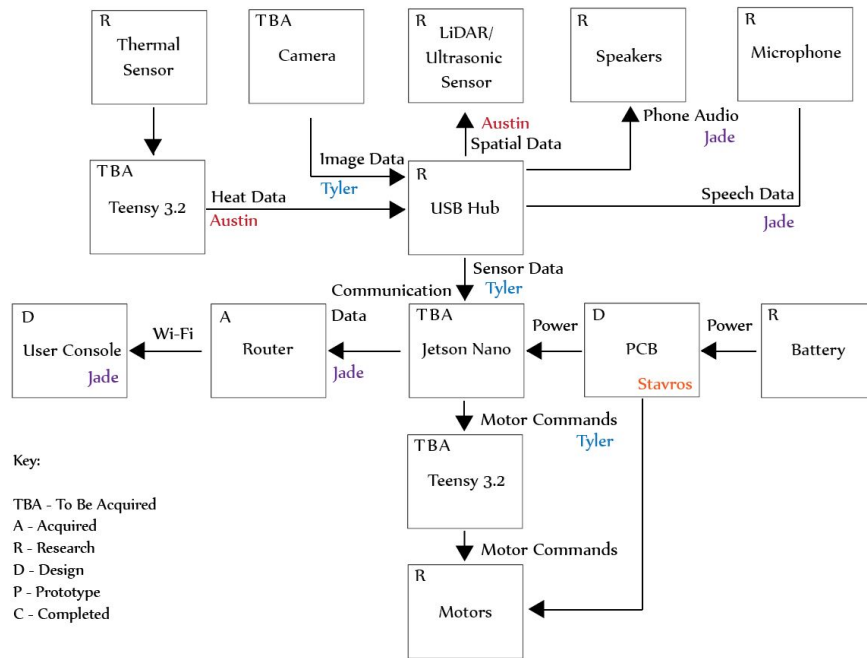 R
Thermal
Sensor
TBA
Camera
R
LiDAR/
Ultrasonic
Sensor
R
Speakers
R
Microphone
Austin
Spatial Data
Phone Audio
Jade
Image Data
Tyler
TBA
Teensy 3.2
Heat Data
Austin
R
USB Hub
Speech Data
Jade
Sensor Data
Tyler
Communication
Data
Jade
D
User Console
Jade
Wi-Fi
A
Router
TBA
Jetson Nano
Power
D
PCB
Stavros
Power
R
Battery
Motor Commands
Tyler
TBA
Teensy 3.2
Motor Commands
R
Motors
Key:
TBA - To Be Acquired
A - Acquired
R - Research
D - Design
P - Prototype
C - Completed